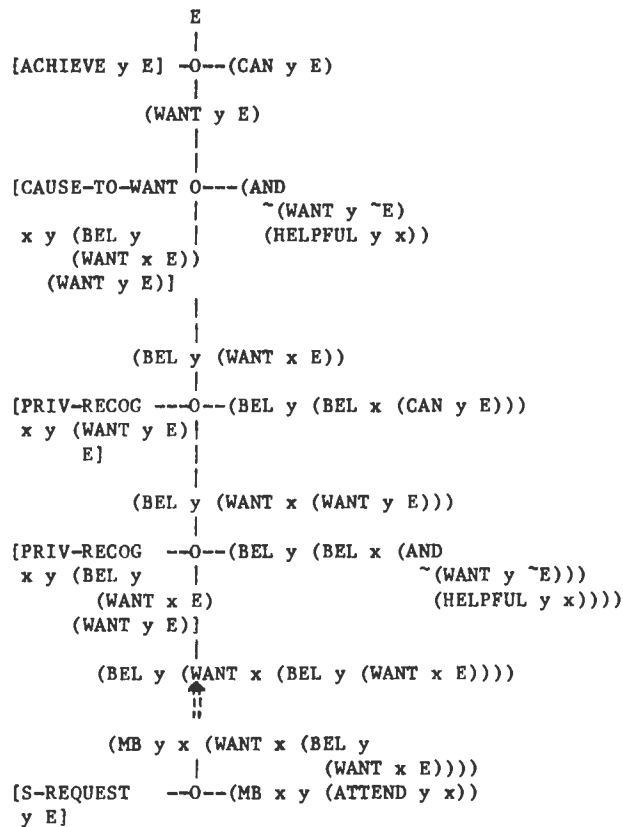 E
[ACHIEVE y E] -O--(CAN y E)
(WANT y E)
[CAUSE-TO-WANT O---(AND
~(WANT y ~E)
x y (BEL y (HELPFUL y x))
(WANT x E))
(WANT y E)]
(BEL y (WANT x E))
[PRIV-RECOG ---O--(BEL y (BEL x (CAN y E)))
x y (WANT y E)
E]
(BEL y (WANT x (WANT y E)))
[PRIV-RECOG --O--(BEL y (BEL x (AND
x y (BEL y ~(WANT y ~E)))
(WANT x E) (HELPFUL y x))))
(WANT y E)]
(BEL y (WANT x (BEL y (WANT x E))))
(MB y x (WANT x (BEL y
(WANT x E))))
[S-REQUEST --O--(MB x y (ATTEND y x))
y E]